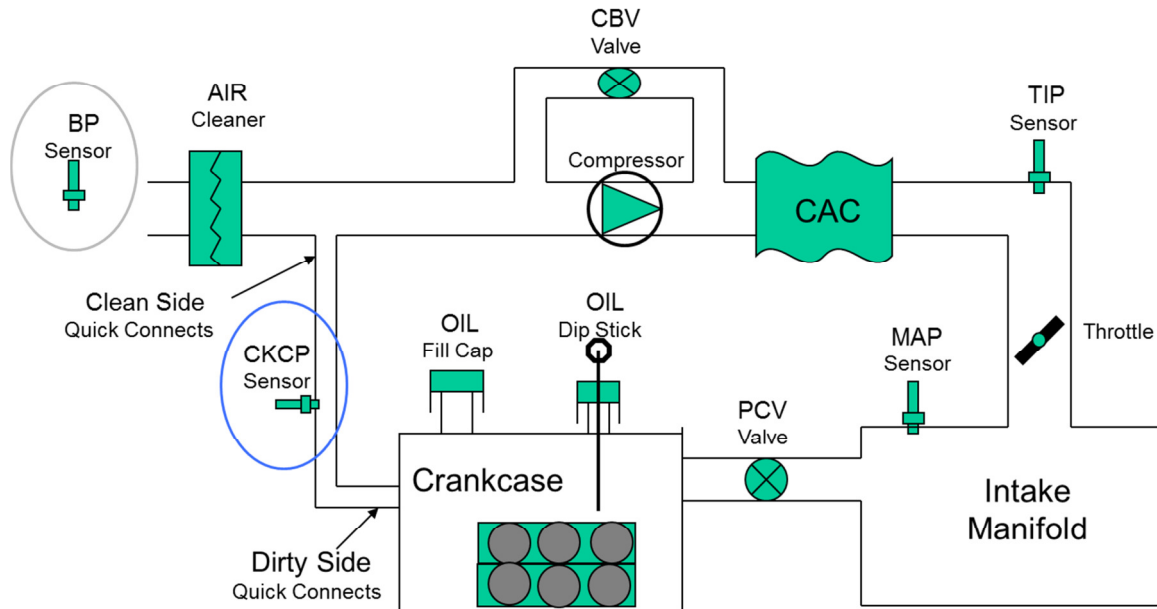 CBV
Valve
AIR
Cleaner
BP
Sensor
TIP
Sensor
Compressor
CAC
Clean Side
Quick Connects
OIL
Fill Cap
OIL
Dip Stick
CKCP
Sensor
MAP
Sensor
Throttle
PCV
Valve
Crankcase
Intake
Manifold
Dirty Side
Quick Connects